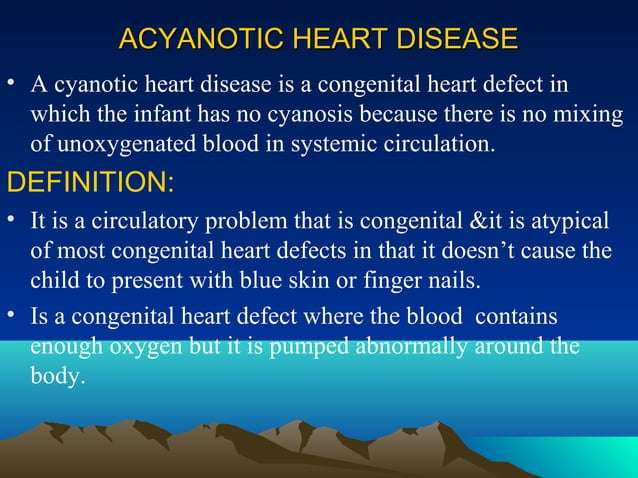 ACYANOTIC HEART DISEASE
• A cyanotic heart disease is a congenital heart defect in
which the infant has no cyanosis because there is no mixing
of unoxygenated blood in systemic circulation.
DEFINITION:
• It is a circulatory problem that is congenital &it is atypical
of most congenital heart defects in that it doesn’t cause the
child to present with blue skin or finger nails.
• Is a congenital heart defect where the blood  contains
enough oxygen but it is pumped abnormally around the
body.